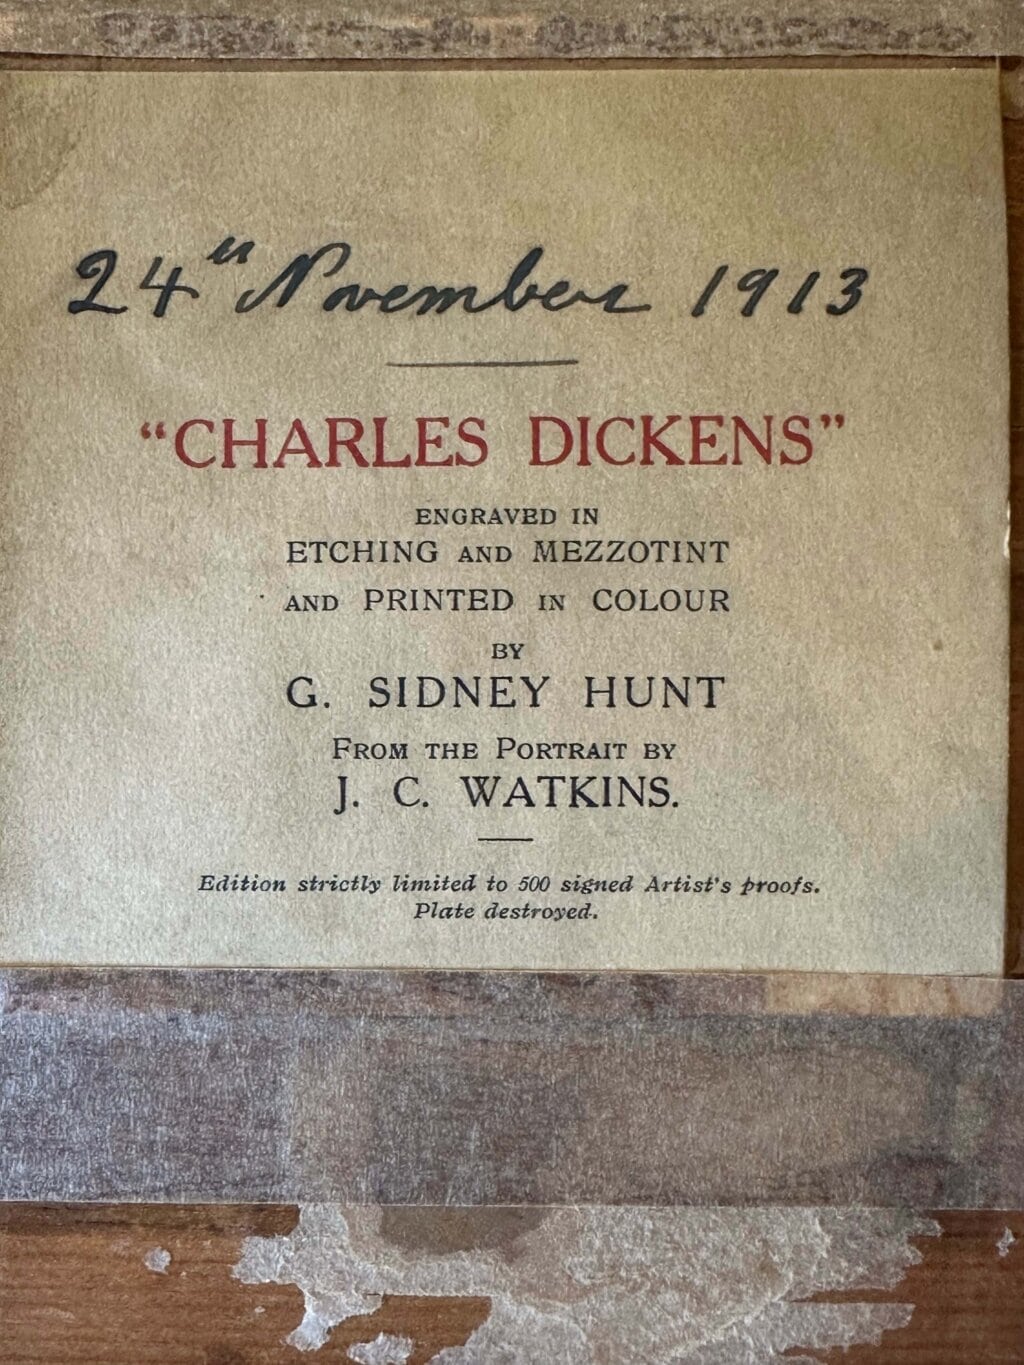 24th November 1913
"CHARLES DICKENS"
ENGRAVED IN
ETCHING AND MEZZOTINT
AND PRINTED IN COLOUR
BY
G. SIDNEY HUNT
FROM THE PORTRAIT BY
J. C. WATKINS.
Edition strictly limited to 500 signed Artist's proofs.
Plate destroyed.